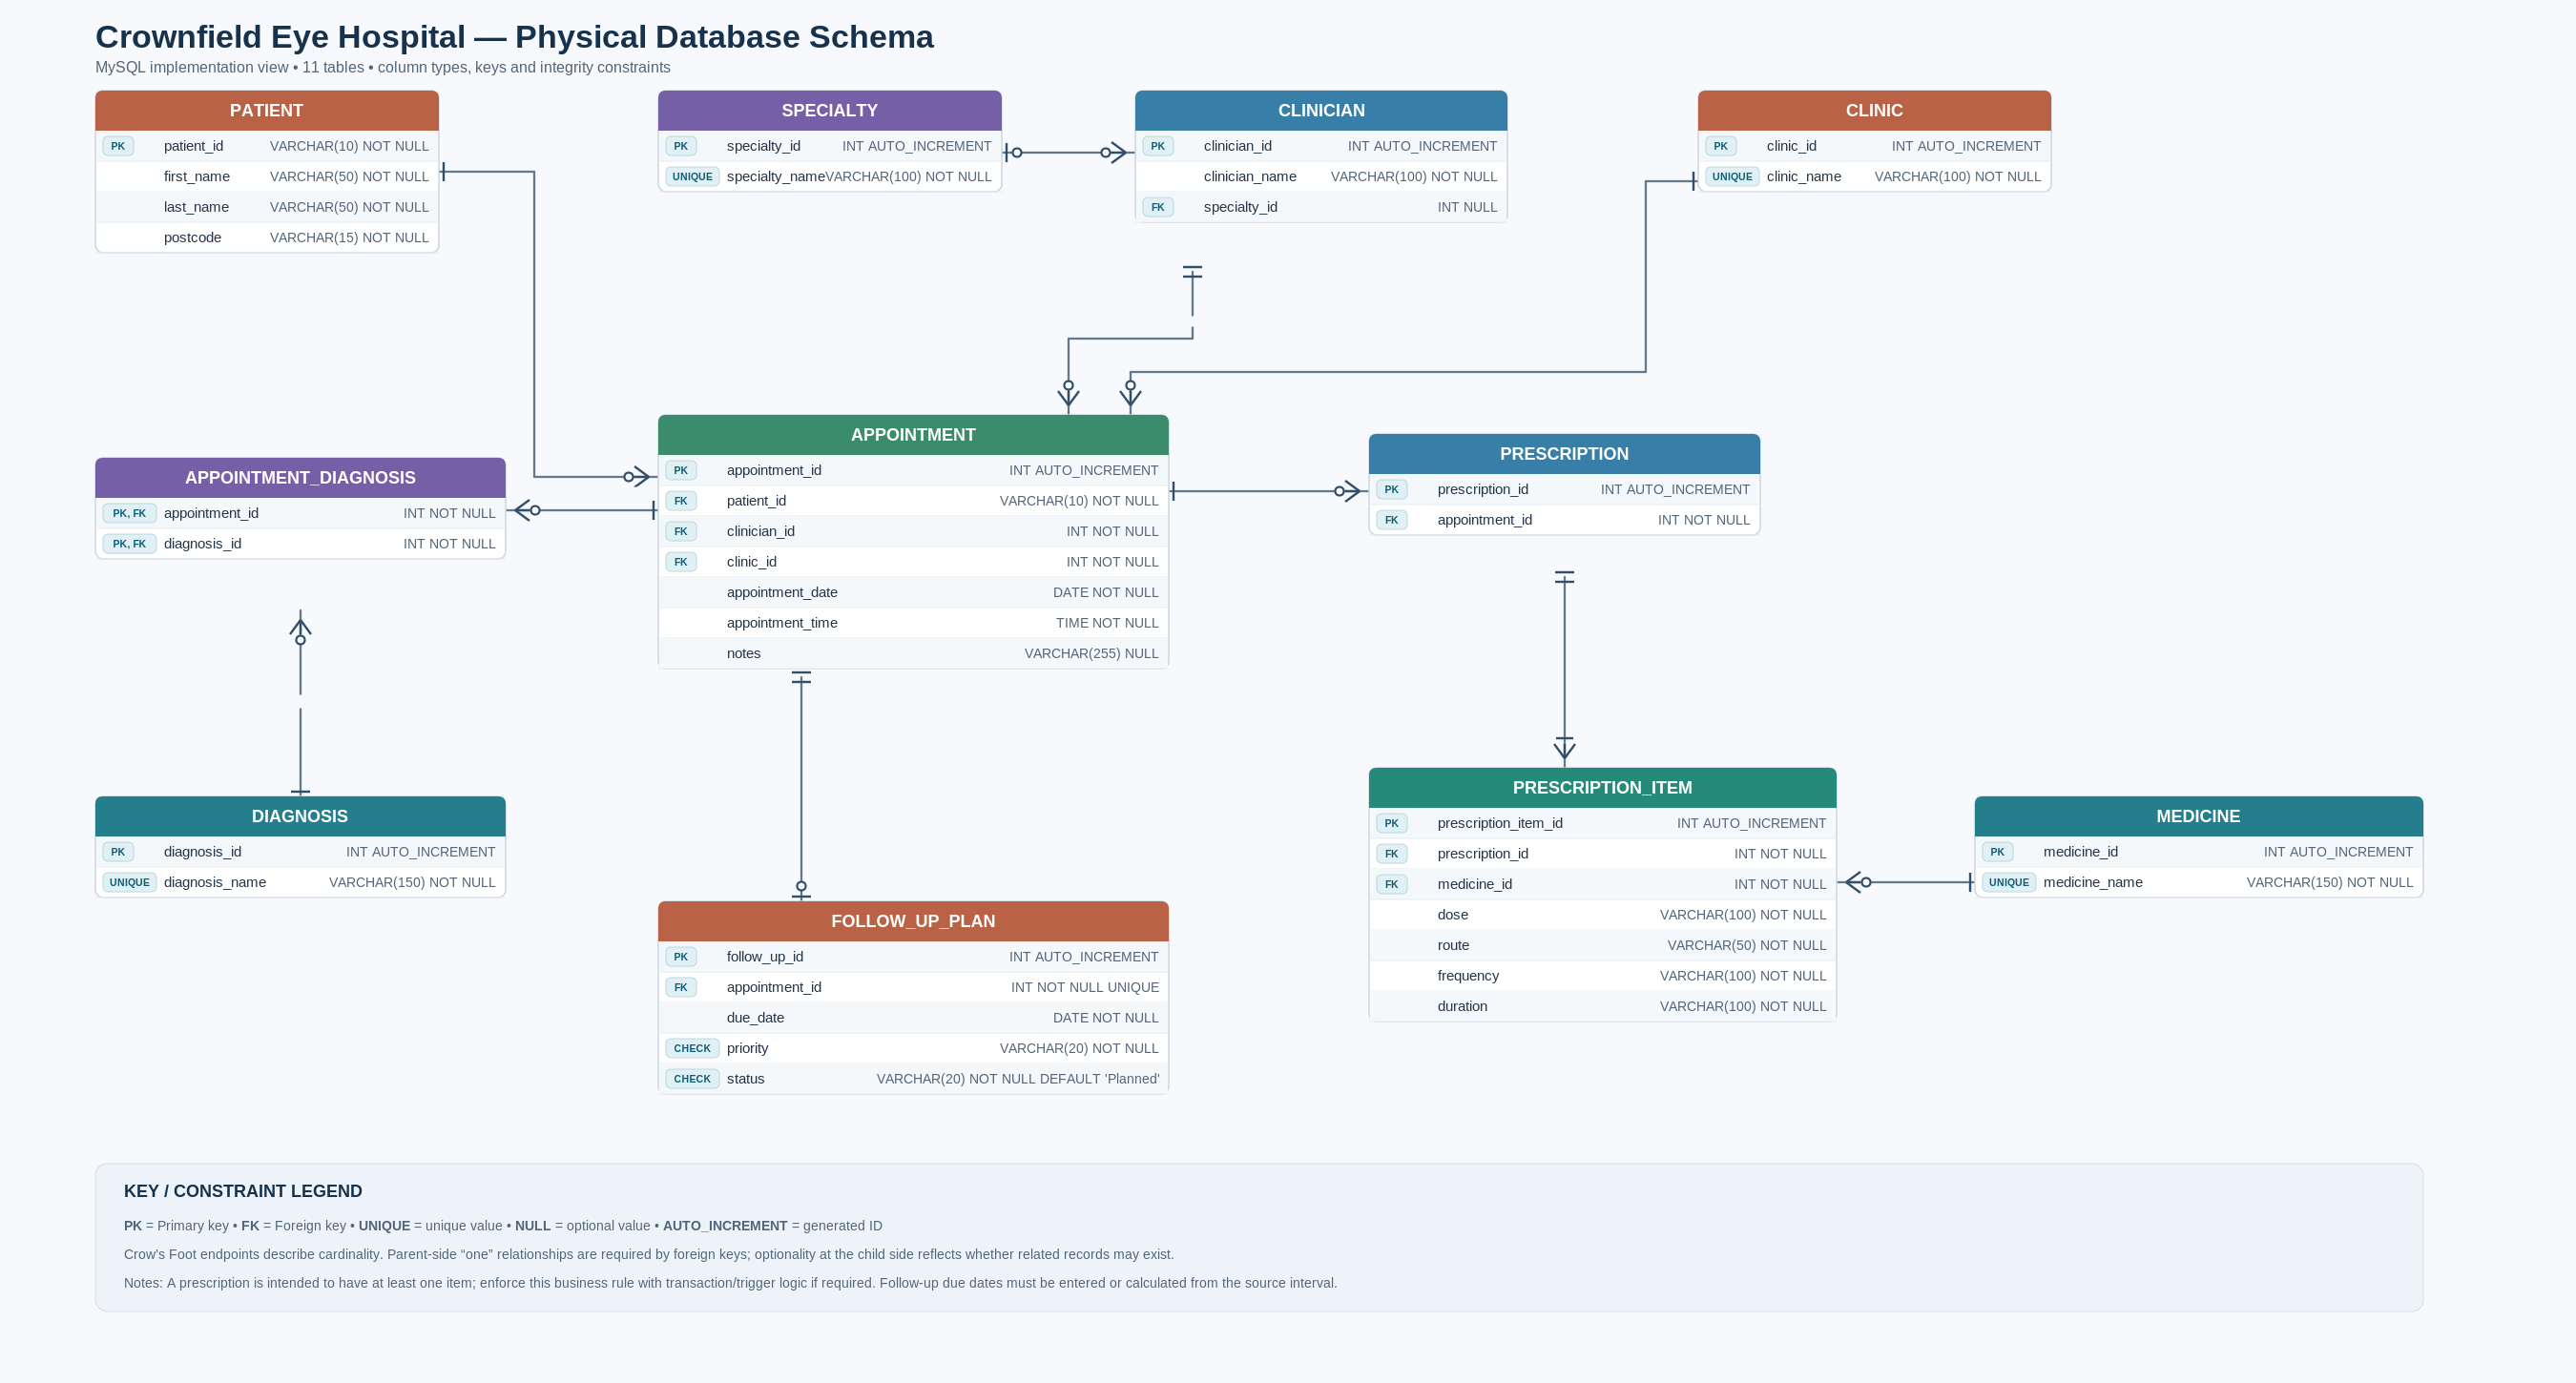 Crownfield Eye Hospital — Physical Database Schema
MySQL implementation view • 11 tables • column types, keys and integrity constraints
PATIENT
PK patient_id VARCHAR(10) NOT NULL
first_name VARCHAR(50) NOT NULL
last_name VARCHAR(50) NOT NULL
postcode VARCHAR(15) NOT NULL
SPECIALTY
PK specialty_id INT AUTO_INCREMENT
UNIQUE specialty_name VARCHAR(100) NOT NULL
CLINICIAN
PK clinician_id INT AUTO_INCREMENT
clinician_name VARCHAR(100) NOT NULL
FK specialty_id INT NULL
CLINIC
PK clinic_id INT AUTO_INCREMENT
UNIQUE clinic_name VARCHAR(100) NOT NULL
APPOINTMENT_DIAGNOSIS
PK, FK appointment_id INT NOT NULL
PK, FK diagnosis_id INT NOT NULL
APPOINTMENT
PK appointment_id INT AUTO_INCREMENT
FK patient_id VARCHAR(10) NOT NULL
FK clinician_id INT NOT NULL
FK clinic_id INT NOT NULL
appointment_date DATE NOT NULL
appointment_time TIME NOT NULL
notes VARCHAR(255) NULL
PRESCRIPTION
PK prescription_id INT AUTO_INCREMENT
FK appointment_id INT NOT NULL
DIAGNOSIS
PK diagnosis_id INT AUTO_INCREMENT
UNIQUE diagnosis_name VARCHAR(150) NOT NULL
FOLLOW_UP_PLAN
PK follow_up_id INT AUTO_INCREMENT
FK appointment_id INT NOT NULL UNIQUE
due_date DATE NOT NULL
CHECK priority VARCHAR(20) NOT NULL
CHECK status VARCHAR(20) NOT NULL DEFAULT 'Planned'
PRESCRIPTION_ITEM
PK prescription_item_id INT AUTO_INCREMENT
FK prescription_id INT NOT NULL
FK medicine_id INT NOT NULL
dose VARCHAR(100) NOT NULL
route VARCHAR(50) NOT NULL
frequency VARCHAR(100) NOT NULL
duration VARCHAR(100) NOT NULL
MEDICINE
PK medicine_id INT AUTO_INCREMENT
UNIQUE medicine_name VARCHAR(150) NOT NULL
KEY / CONSTRAINT LEGEND
PK = Primary key • FK = Foreign key • UNIQUE = unique value • NULL = optional value • AUTO_INCREMENT = generated ID
Crow’s Foot endpoints describe cardinality. Parent-side “one” relationships are required by foreign keys; optionality at the child side reflects whether related records may exist.
Notes: A prescription is intended to have at least one item; enforce this business rule with transaction/trigger logic if required. Follow-up due dates must be entered or calculated from the source interval.